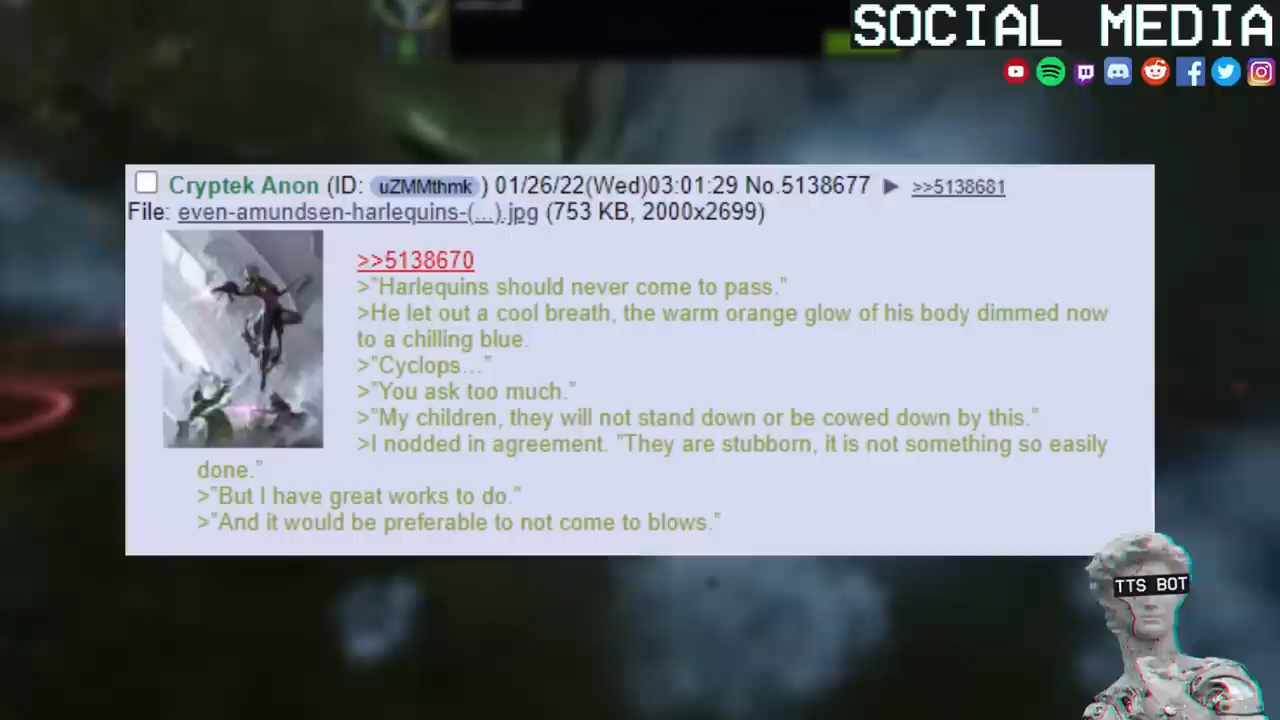 SOCIAL MEDIA
Cryptek Anon (ID: uZMMthmk ) 01/26/22(Wed)03:01:29 No.5138677 ▶ >>5138681
File: even-amundsen-harlequins-(...).jpg (753 KB, 2000x2699)
>>5138670
>"Harlequins should never come to pass."
>He let out a cool breath, the warm orange glow of his body dimmed now
to a chilling blue.
>"Cyclops…"
>"You ask too much."
>"My children, they will not stand down or be cowed down by this."
>I nodded in agreement. "They are stubborn, it is not something so easily
done."
>"But I have great works to do."
>"And it would be preferable to not come to blows."
TTS BOT